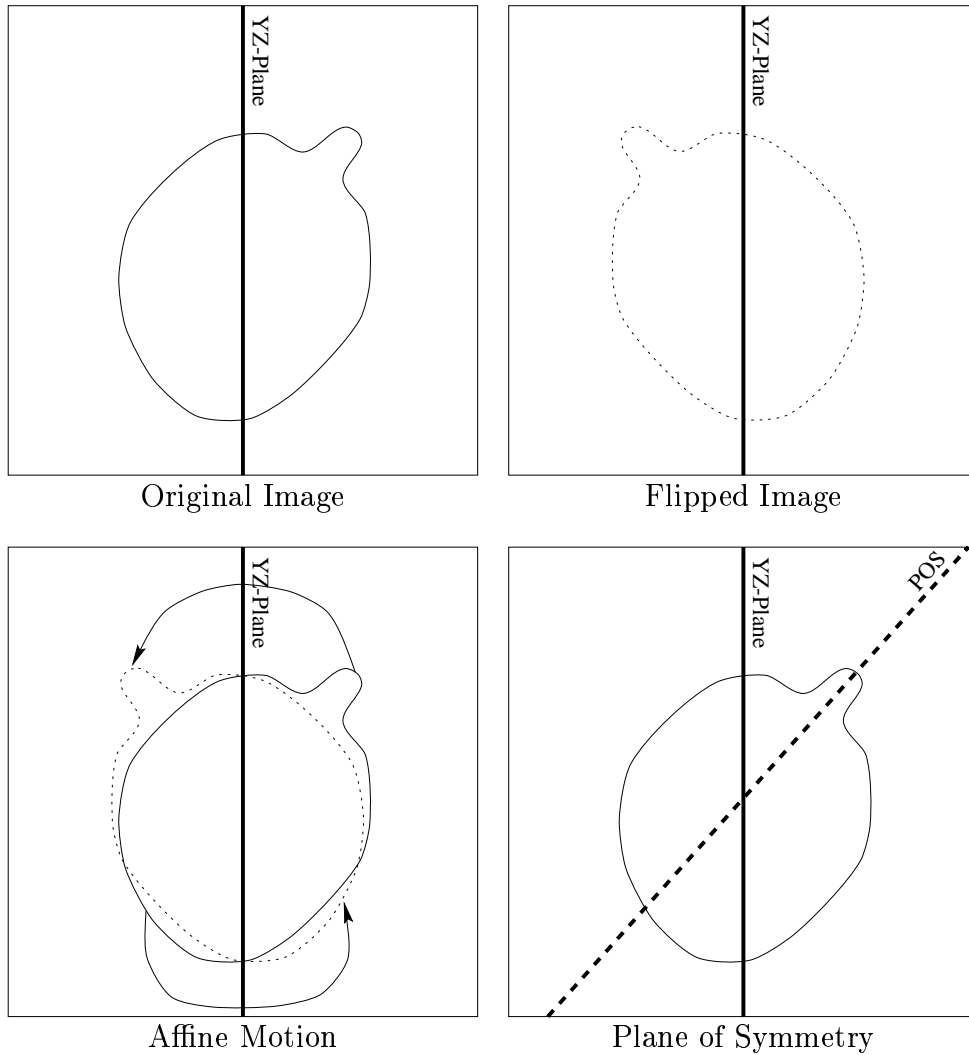 YZ-Plane
YZ-Plane
Original Image
Flipped Image
YZ-Plane
YZ-Plane
POS
Affine Motion
Plane of Symmetry